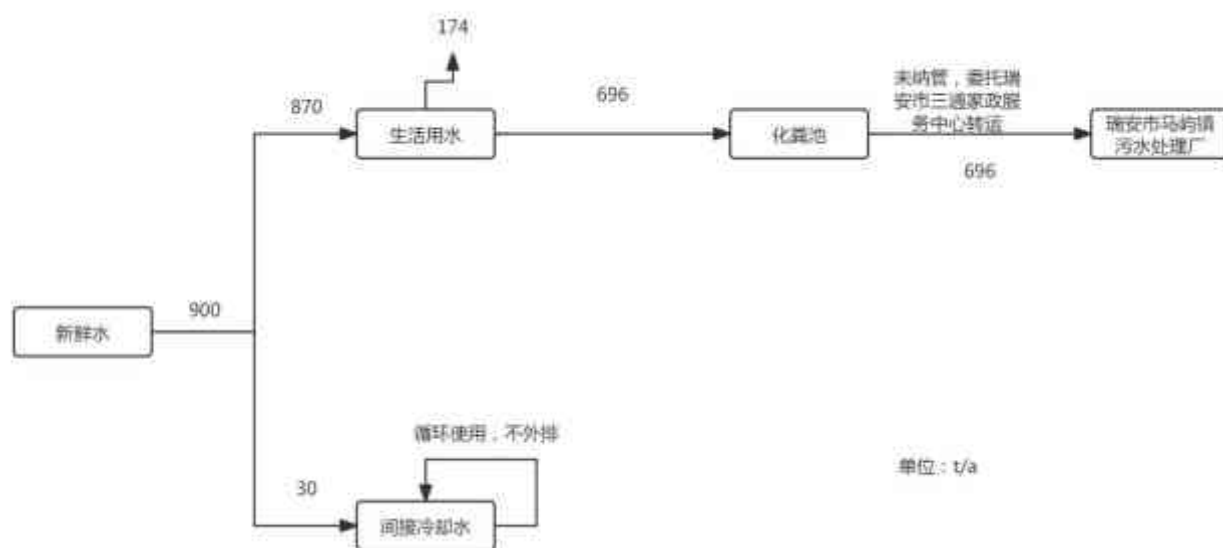 174
870
生活用水
696
化粪池
未纳管，委托瑞
安市三通家政服
务中心转运
696
瑞安市马屿镇
污水处理厂
新鲜水
900
循环使用，不外排
30
间接冷却水
单位：t/a